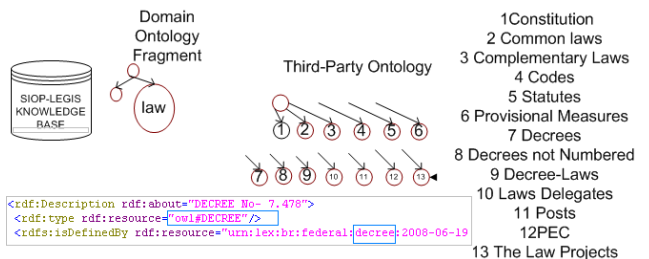 Domain
Ontology
Fragment
SIOP-LEGIS
KNOWLEDGE
BASE
law
Third-Party Ontology
1 2 3 4 5 6
7 8 9 10 11 12 13
<rdf:Description rdf:about="DECREE No- 7.478">
<rdf:type rdf:resource="owl#DECREE"/>
<rdfs:isDefinedBy rdf:resource="urn:lex:br:federal:decree:2008-06-19
1Constitution
2 Common laws
3 Complementary Laws
4 Codes
5 Statutes
6 Provisional Measures
7 Decrees
8 Decrees not Numbered
9 Decree-Laws
10 Laws Delegates
11 Posts
12PEC
13 The Law Projects